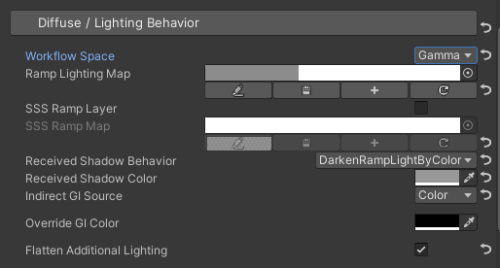 Diffuse / Lighting Behavior
Workflow Space Gamma
Ramp Lighting Map
SSS Ramp Layer
SSS Ramp Map
Received Shadow Behavior DarkenRampLightByColor
Received Shadow Color
Indirect GI Source Color
Override GI Color
Flatten Additional Lighting